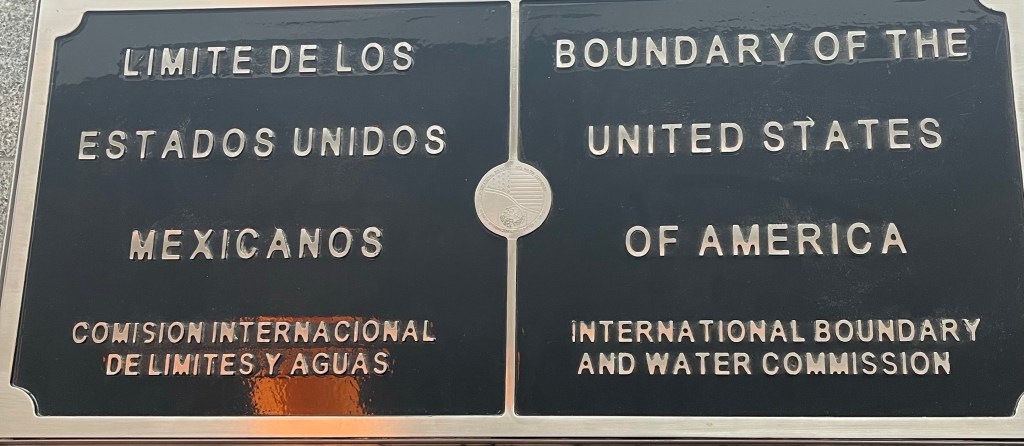 LIMITE DE LOS
ESTADOS UNIDOS
MEXICANOS
COMISION INTERNACIONAL
DE LIMITES Y AGUAS
BOUNDARY OF THE
UNITED STATES
OF AMERICA
INTERNATIONAL BOUNDARY
AND WATER COMMISSION